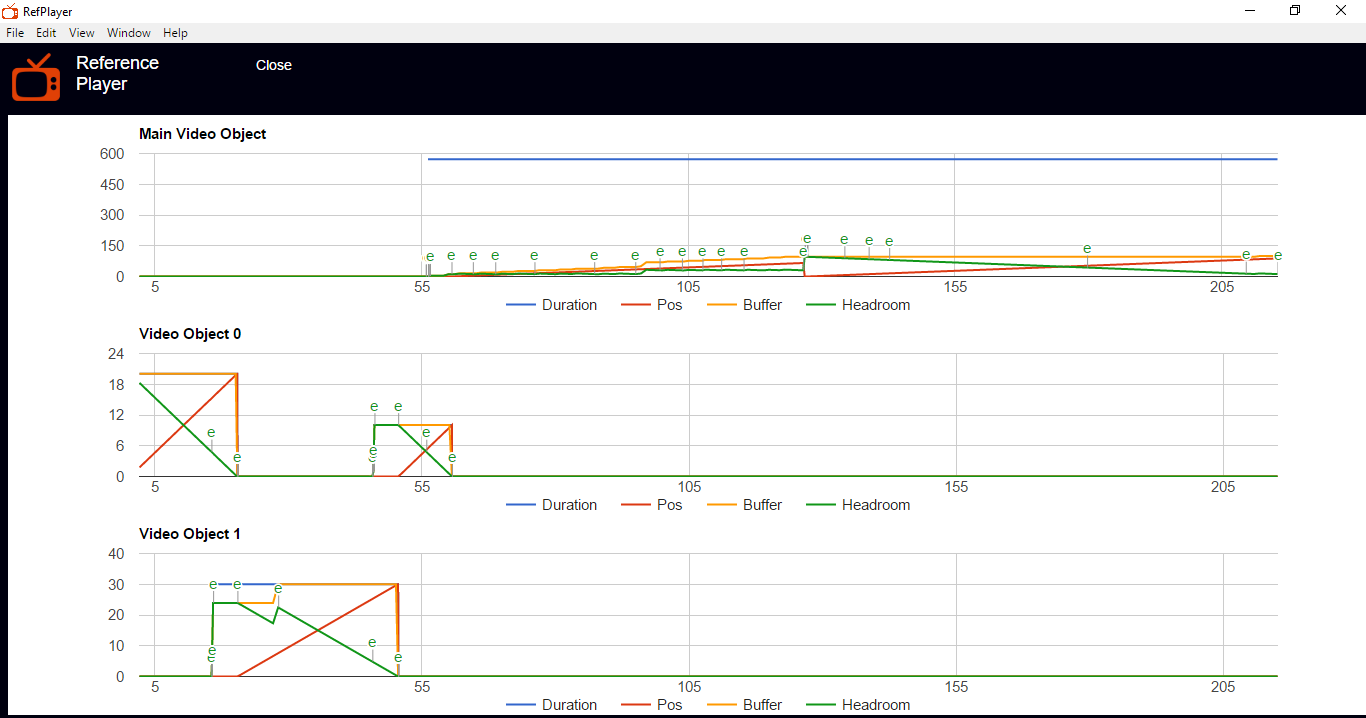 RefPlayer
File Edit View Window Help
Reference
Player
Close
Main Video Object
600
450
300
150
0
e e e e e e e e e e e e e e e e e e e e e
5 55 105 155 205
Duration Pos Buffer Headroom
Video Object 0
24
18
12
6
0
e e e e e e e e
5 55 105 155 205
Duration Pos Buffer Headroom
Video Object 1
40
30
20
10
0
e e e e e e e
5 55 105 155 205
Duration Pos Buffer Headroom